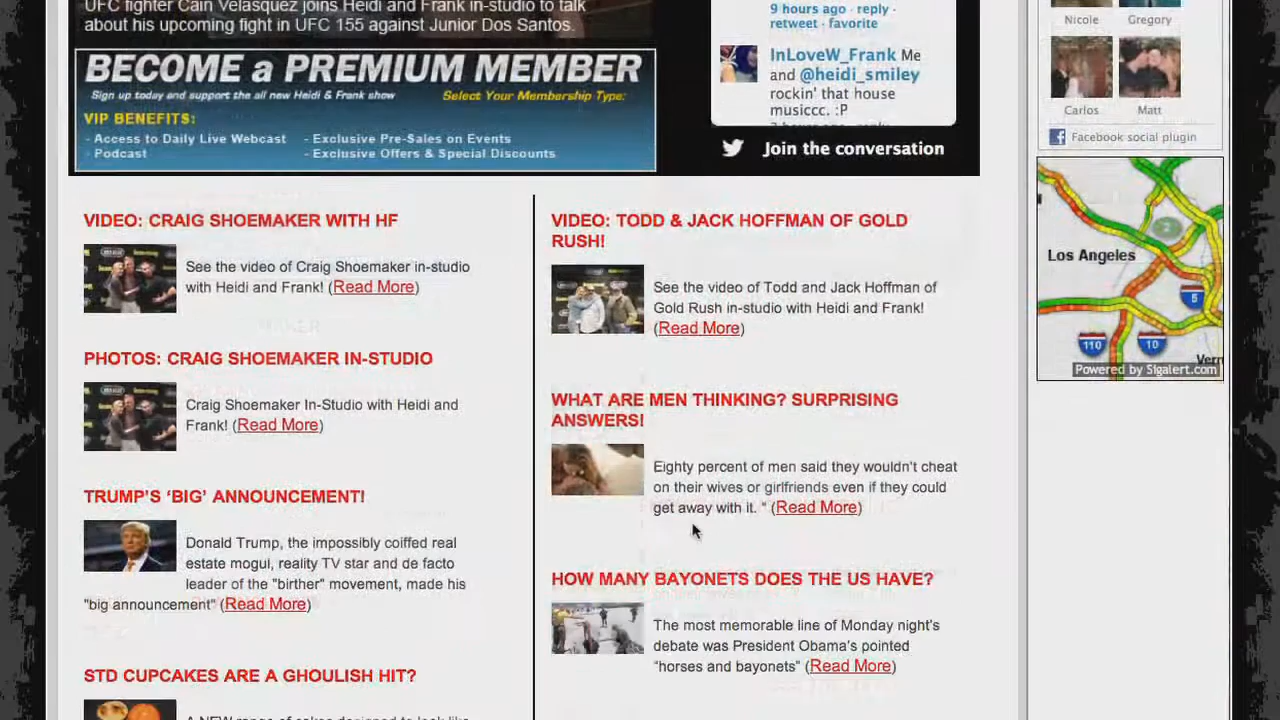 UFC fighter Cain Velasquez joins Heidi and Frank in-studio to talk
about his upcoming fight in UFC 155 against Junior Dos Santos.
BECOME a PREMIUM MEMBER
Sign up today and support the all new Heidi & Frank show
Select Your Membership Type:
VIP BENEFITS:
- Access to Daily Live Webcast
- Exclusive Pre-Sales on Events
- Podcast
- Exclusive Offers & Special Discounts
9 hours ago · reply ·
retweet · favorite
InLoveW_Frank Me
and @heidi_smiley
rockin' that house
musiccc. :P
Join the conversation
Nicole
Gregory
Carlos
Matt
Facebook social plugin
Los Angeles
2
5
110
10
Powered by Sigalert.com
VIDEO: CRAIG SHOEMAKER WITH HF
See the video of Craig Shoemaker in-studio
with Heidi and Frank! (Read More)
PHOTOS: CRAIG SHOEMAKER IN-STUDIO
Craig Shoemaker In-Studio with Heidi and
Frank! (Read More)
TRUMP'S 'BIG' ANNOUNCEMENT!
Donald Trump, the impossibly coiffed real
estate mogul, reality TV star and de facto
leader of the "birther" movement, made his
"big announcement" (Read More)
STD CUPCAKES ARE A GHOULISH HIT?
VIDEO: TODD & JACK HOFFMAN OF GOLD
RUSH!
See the video of Todd and Jack Hoffman of
Gold Rush in-studio with Heidi and Frank!
(Read More)
WHAT ARE MEN THINKING? SURPRISING
ANSWERS!
Eighty percent of men said they wouldn't cheat
on their wives or girlfriends even if they could
get away with it. " (Read More)
HOW MANY BAYONETS DOES THE US HAVE?
The most memorable line of Monday night's
debate was President Obama's pointed
"horses and bayonets" (Read More)